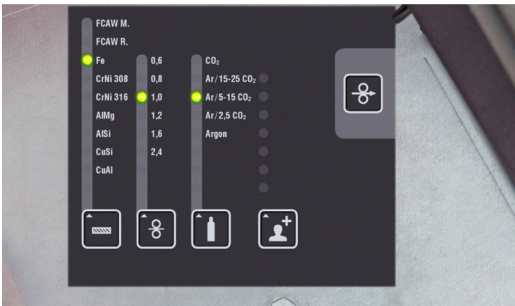 FCAW M.
FCAW R.
Fe
CrNi 308
CrNi 316
AlMg
AlSi
CuSi
CuAl
0,6
0,8
1,0
1,2
1,6
2,4
CO₂
Ar/15-25 CO₂
Ar/5-15 CO₂
Ar/2,5 CO₂
Argon